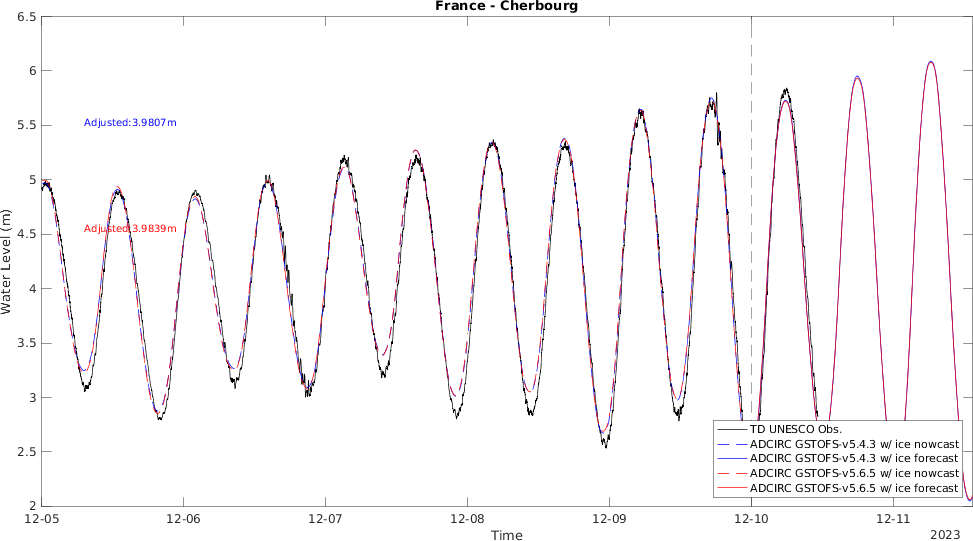 France - Cherbourg
6.5
6
5.5
5
4.5
4
3.5
3
2.5
2
Water Level (m)
Adjusted:3.9807m
Adjusted:3.9839m
TD UNESCO Obs.
ADCIRC GSTOFS-v5.4.3 w/ ice nowcast
ADCIRC GSTOFS-v5.4.3 w/ ice forecast
ADCIRC GSTOFS-v5.6.5 w/ ice nowcast
ADCIRC GSTOFS-v5.6.5 w/ ice forecast
12-05 12-06 12-07 12-08 12-09 12-10 12-11
Time
2023